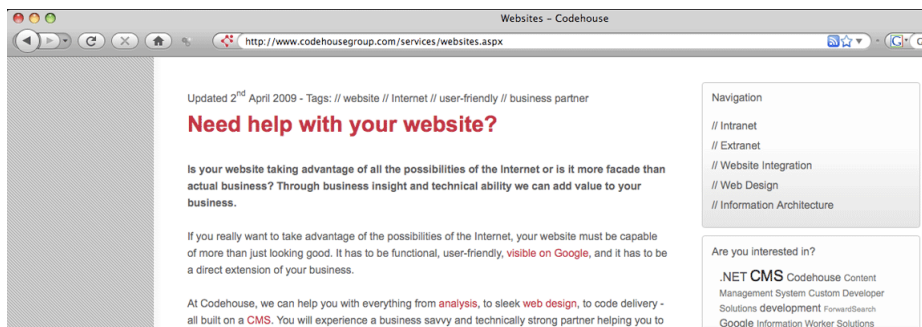 Websites – Codehouse
http://www.codehousegroup.com/services/websites.aspx
Updated 2nd April 2009 - Tags: // website // Internet // user-friendly // business partner
Need help with your website?
Is your website taking advantage of all the possibilities of the Internet or is it more facade than
actual business? Through business insight and technical ability we can add value to your
business.
If you really want to take advantage of the possibilities of the Internet, your website must be capable
of more than just looking good. It has to be functional, user-friendly, visible on Google, and it has to be
a direct extension of your business.
At Codehouse, we can help you with everything from analysis, to sleek web design, to code delivery -
all built on a CMS. You will experience a business savvy and technically strong partner helping you to
Navigation
// Intranet
// Extranet
// Website Integration
// Web Design
// Information Architecture
Are you interested in?
.NET CMS Codehouse Content
Management System Custom Developer
Solutions development ForwardSearch
Google Information Worker Solutions